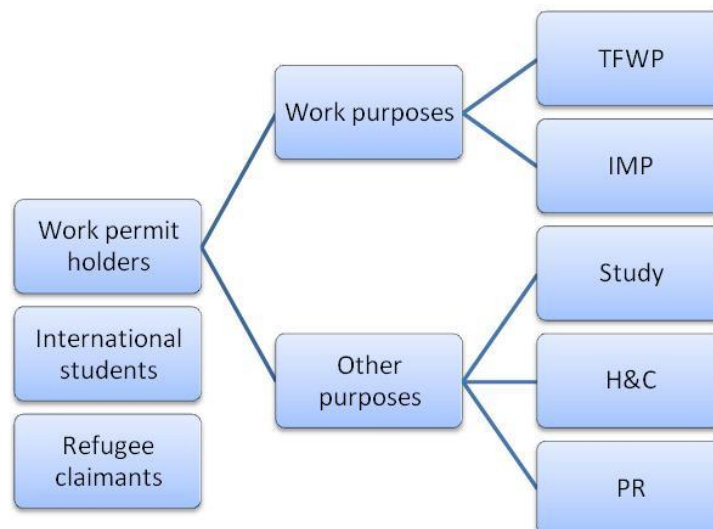 Work permit
holders
International
students
Refugee
claimants
Work purposes
Other
purposes
TFWP
IMP
Study
H&C
PR